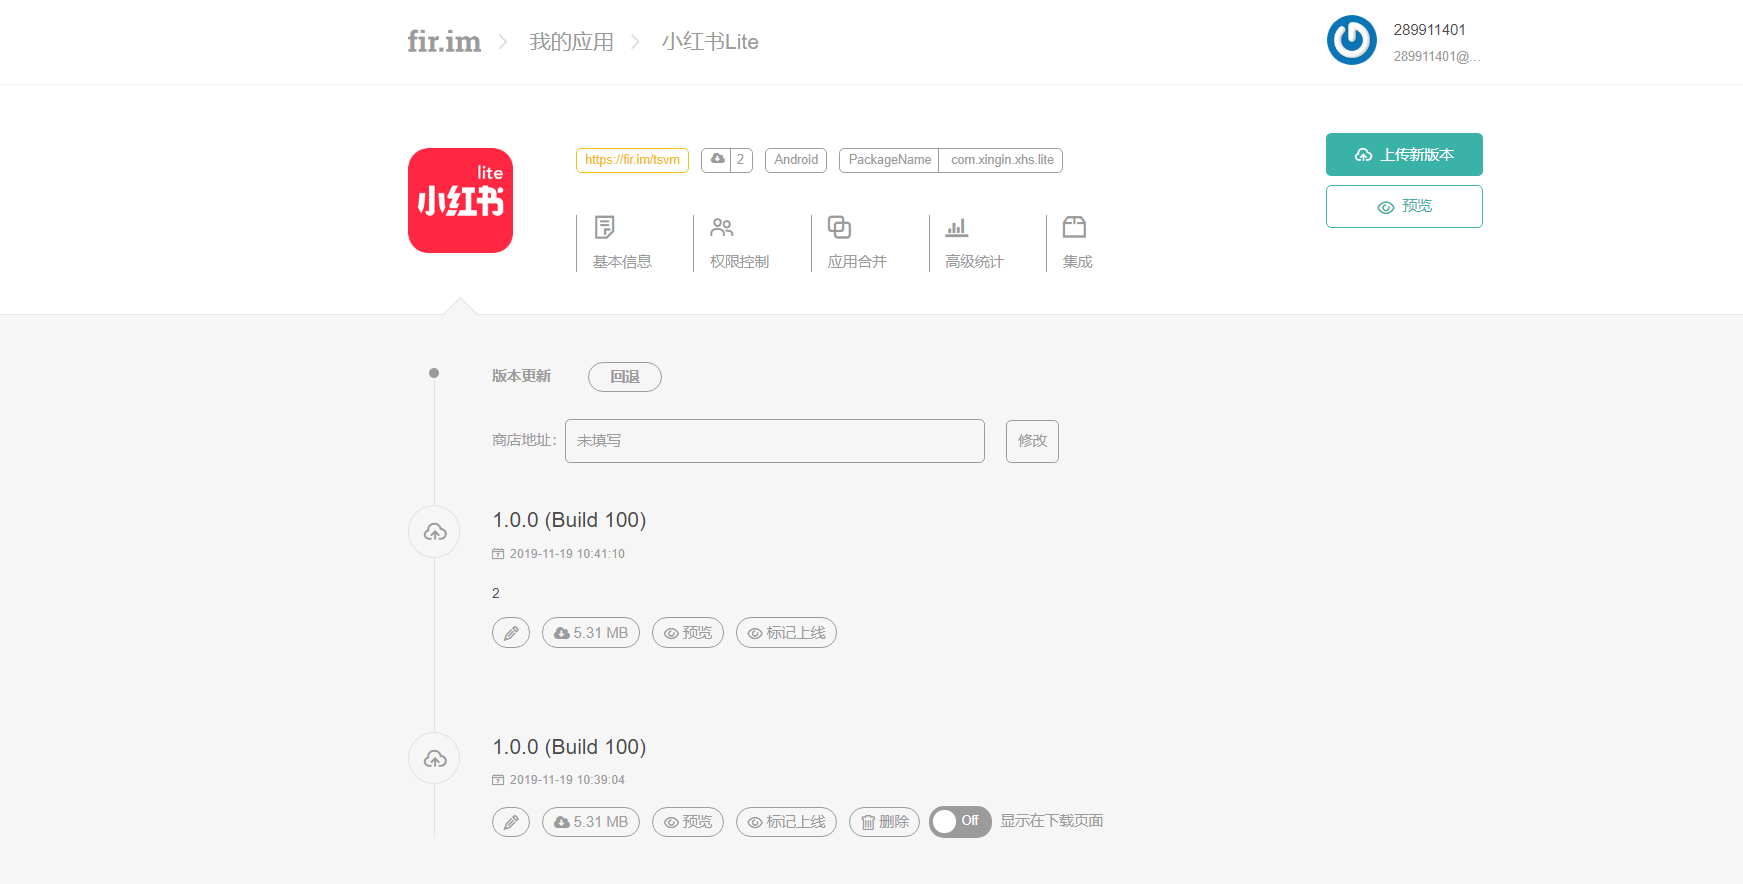 fir.im 我的应用 小红书Lite
289911401
289911401@...
lite
小红书
https://fir.im/tsvm 2 Android PackageName com.xingin.xhs.lite
上传新版本
预览
基本信息 权限控制 应用合并 高级统计 集成
版本更新 回退
商店地址: 未填写 修改
1.0.0 (Build 100)
2019-11-19 10:41:10
2
5.31 MB 预览 标记上线
1.0.0 (Build 100)
2019-11-19 10:39:04
5.31 MB 预览 标记上线 删除 Off 显示在下载页面